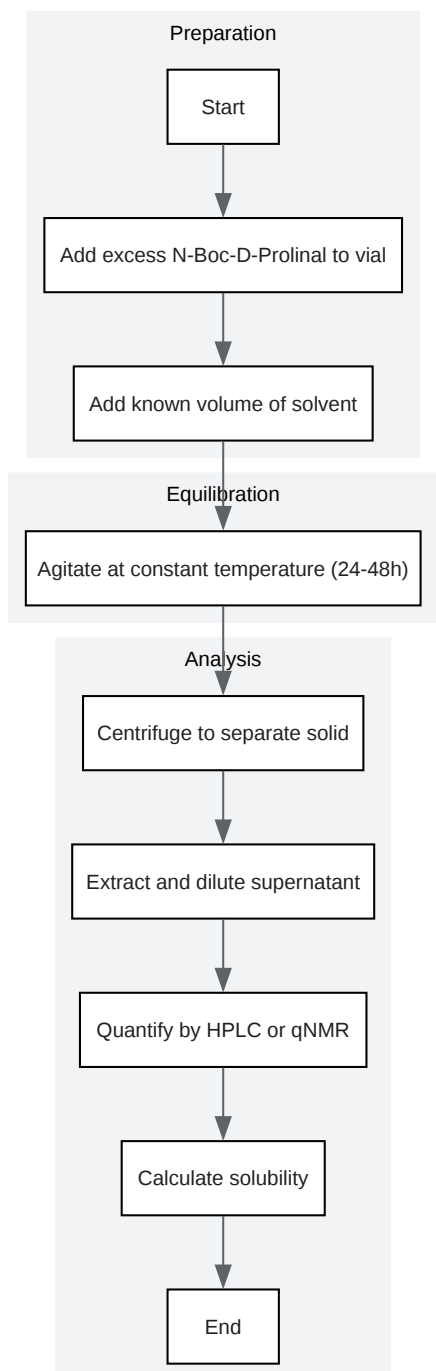 Preparation
Start
Add excess N-Boc-D-Prolinal to vial
Add known volume of solvent
Equilibration
Agitate at constant temperature (24-48h)
Analysis
Centrifuge to separate solid
Extract and dilute supernatant
Quantify by HPLC or qNMR
Calculate solubility
End